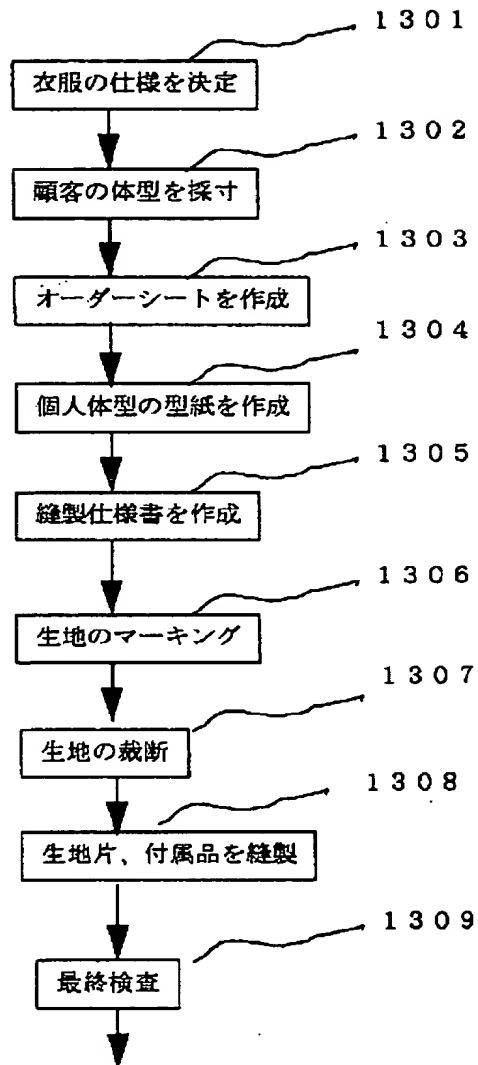 １３０１
衣服の仕様を決定
１３０２
顧客の体型を採寸
１３０３
オーダーシートを作成
１３０４
個人体型の型紙を作成
１３０５
縫製仕様書を作成
１３０６
生地のマーキング
１３０７
生地の裁断
１３０８
生地片、付属品を縫製
１３０９
最終検査